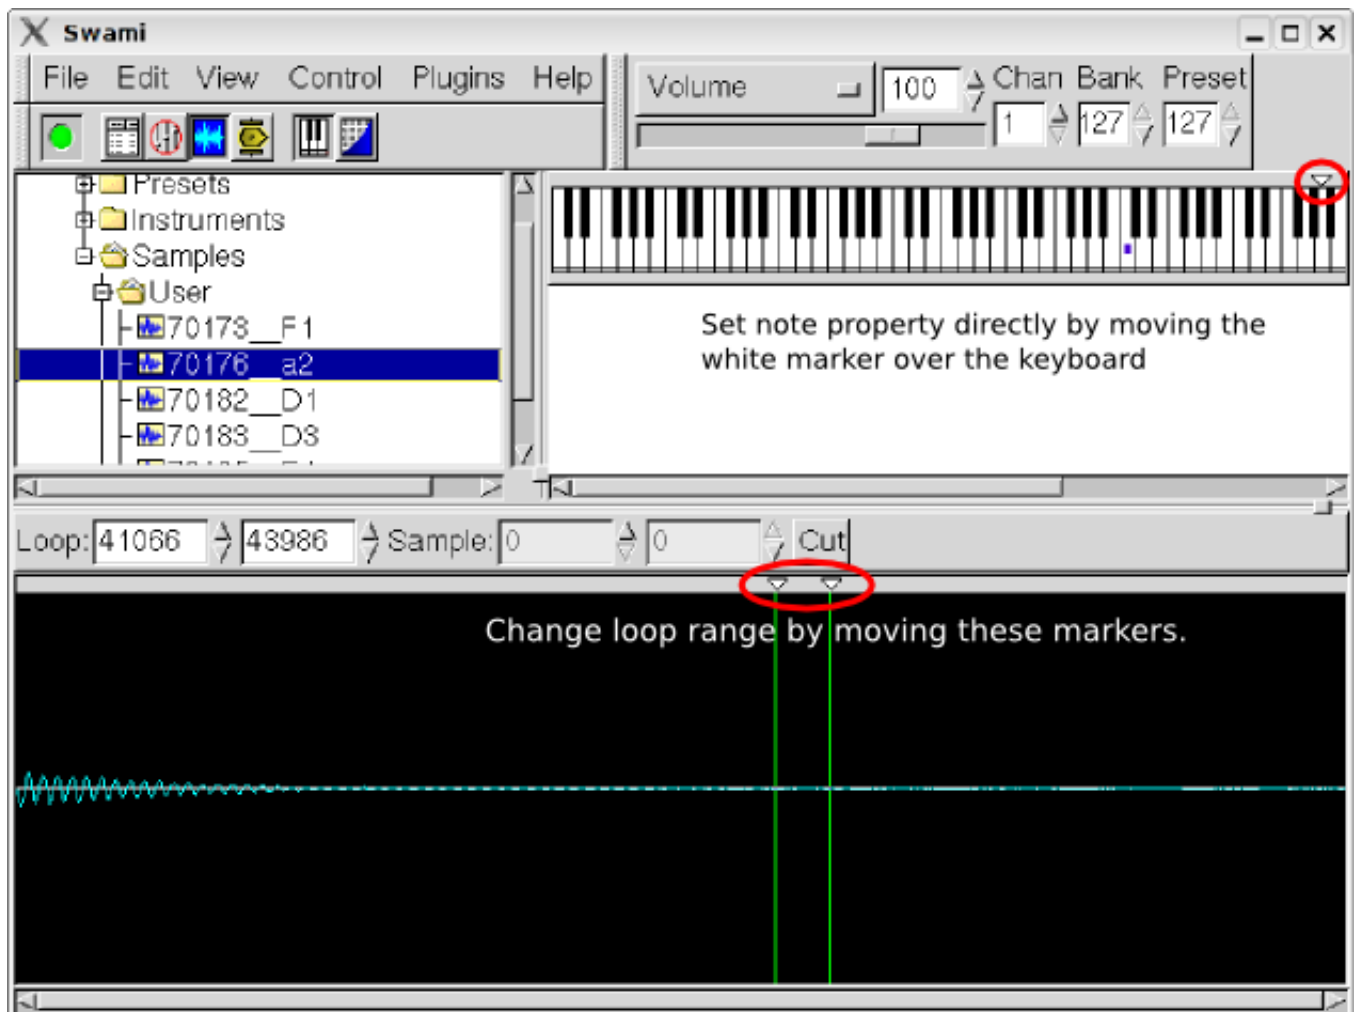 Swami
File Edit View Control Plugins Help
Volume 100 Chan Bank Preset
1 127 127
Presets
Instruments
Samples
User
70173__F1
70176__a2
70182__D1
70183__D3
Set note property directly by moving the
white marker over the keyboard
Loop: 41066 43986 Sample: 0 0 Cut
Change loop range by moving these markers.